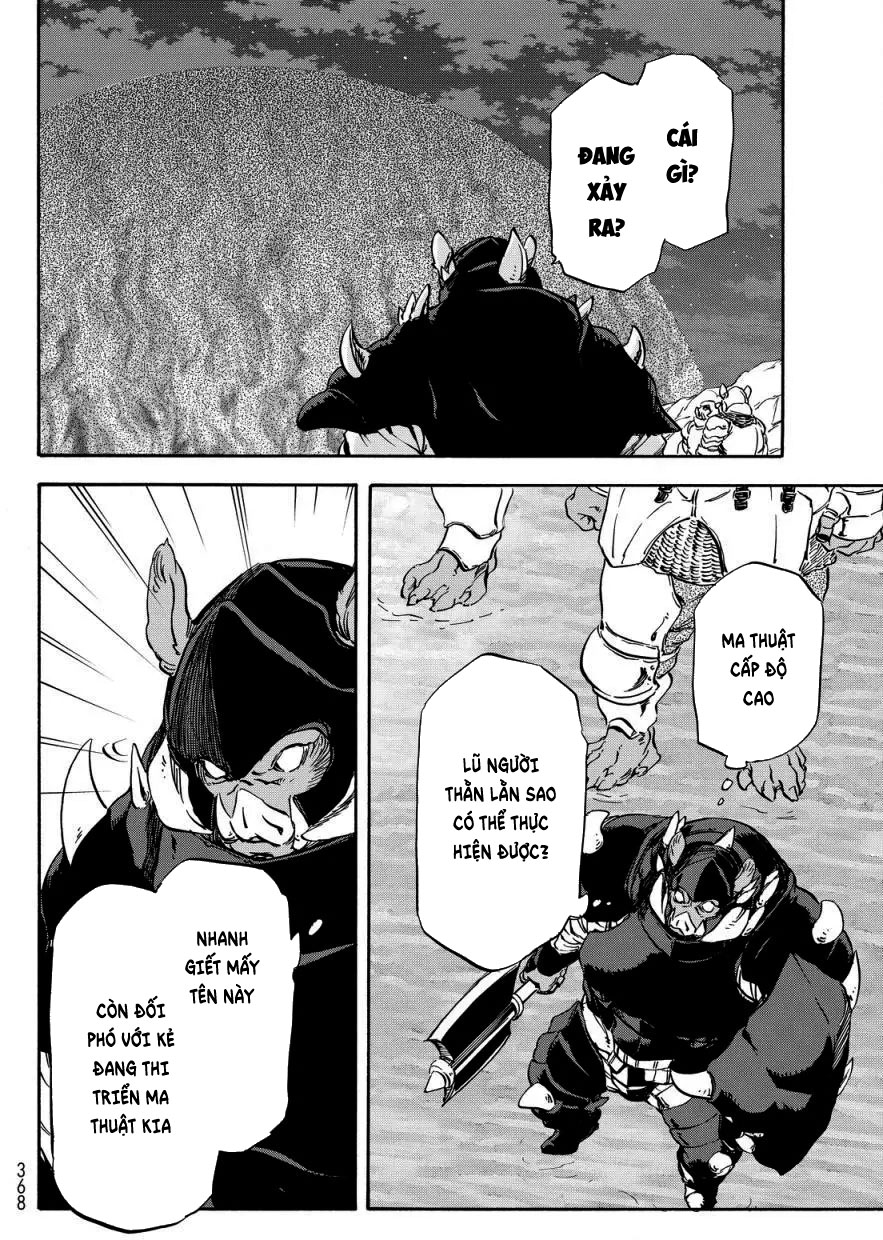 CÁI
GÌ?
ĐANG
XẢY
RA?
MA THUẬT
CẤP ĐỘ
CAO
LŨ NGƯỜI
THẰN LẰN SAO
CÓ THỂ THỰC
HIỆN ĐƯỢC?
NHANH
GIẾT MẤY
TÊN NÀY
CÒN ĐỐI
PHÓ VỚI KẺ
ĐANG THI
TRIỂN MA
THUẬT KIA
368